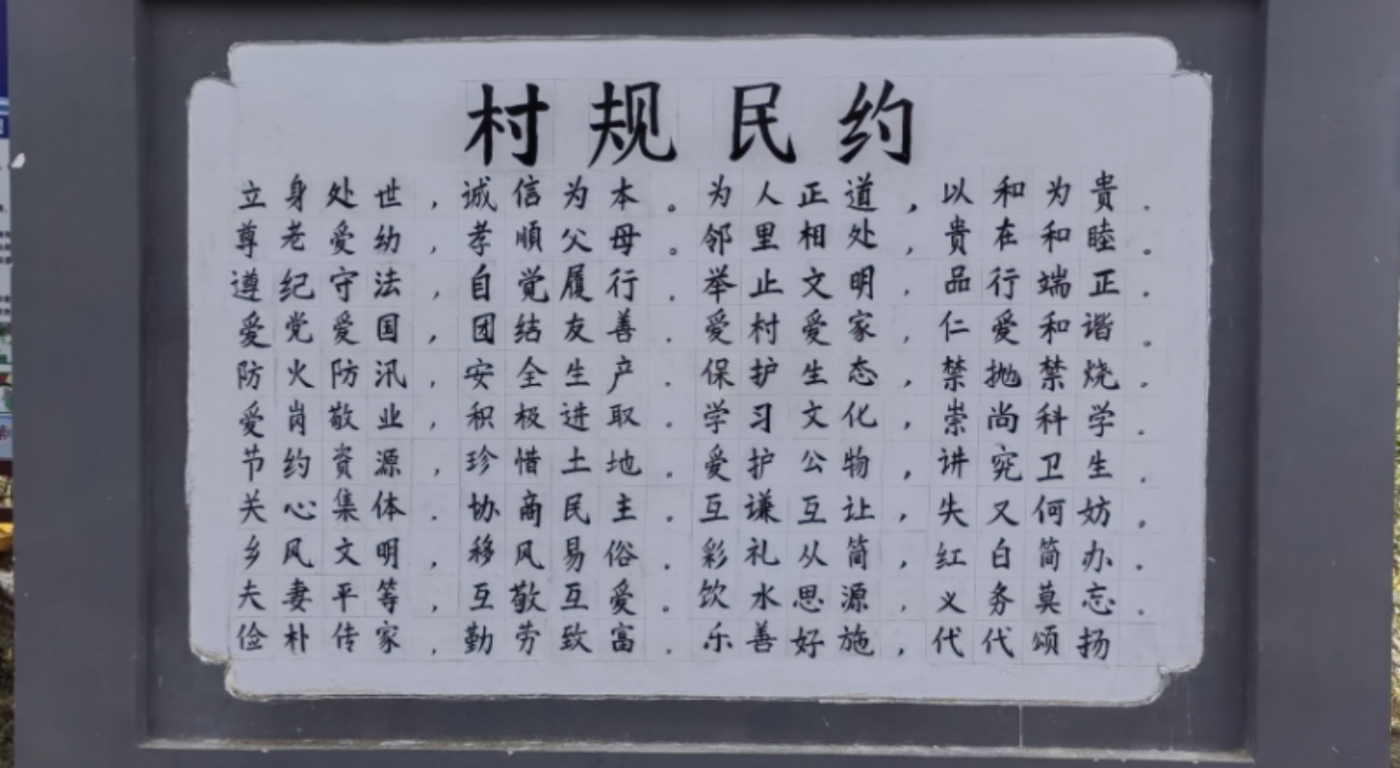 村规民约
立身处世，诚信为本。为人正道，以和为贵。
尊老爱幼，孝順父母。邻里相处，贵在和睦。
遵纪守法，自觉履行。举止文明，品行端正。
爱党爱国，团结友善。爱村爱家，仁爱和谐。
防火防汛，安全生产。保护生态，禁抛禁烧。
爱岗敬业，积极进取。学习文化，崇尚科学。
节约资源，珍惜土地。爱护公物，讲究卫生。
关心集体．协商民主。互谦互让，失又何妨。
乡风文明，移风易俗。彩礼从简，红白简办。
夫妻平等，互敬互爱。饮水思源，义务莫忘。
俭朴传家，勤劳致富。乐善好施，代代颂扬